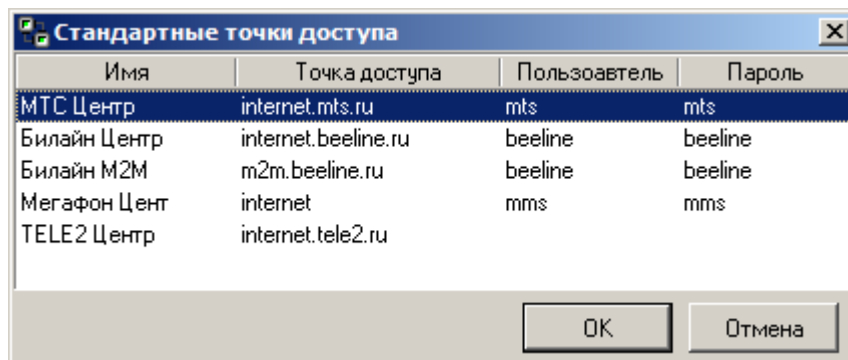 Стандартные точки доступа
Имя Точка доступа Пользоавтель Пароль
МТС Центр internet.mts.ru mts mts
Билайн Центр internet.beeline.ru beeline beeline
Билайн М2М m2m.beeline.ru beeline beeline
Мегафон Цент internet mms mms
TELE2 Центр internet.tele2.ru
OK Отмена